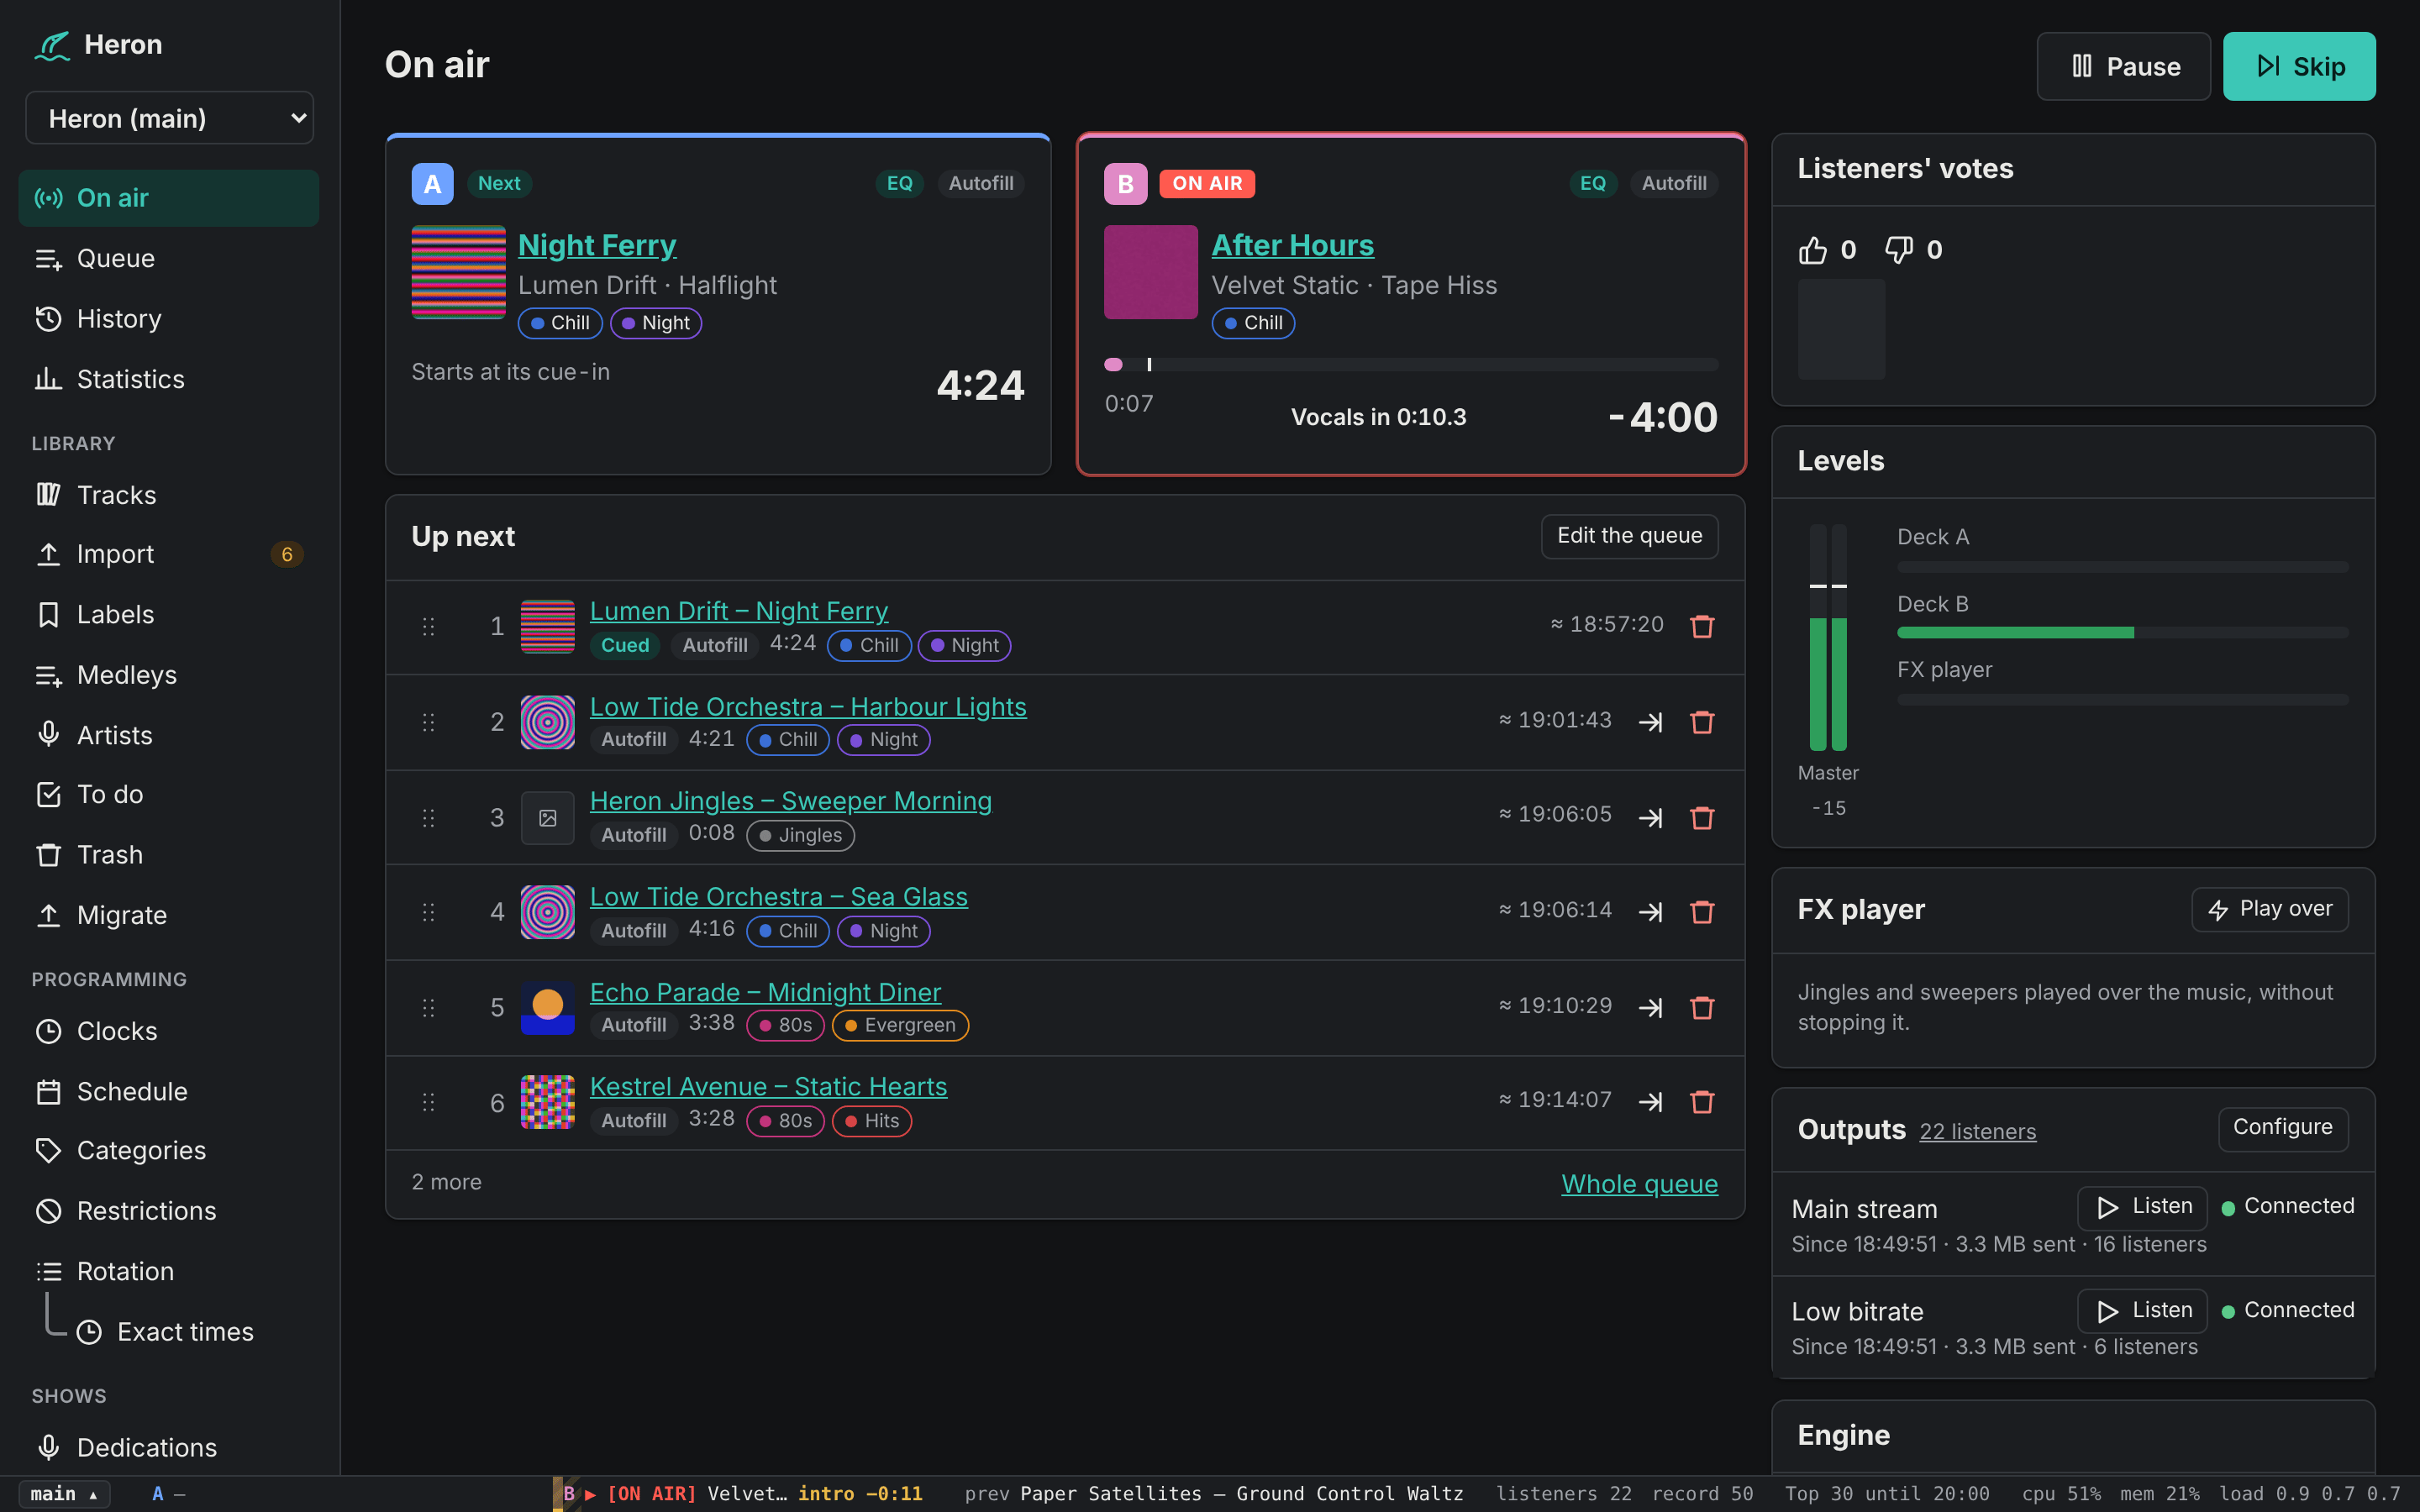 Heron
Heron (main)
On air
Queue
History
Statistics
LIBRARY
Tracks
Import 6
Labels
Medleys
Artists
To do
Trash
Migrate
PROGRAMMING
Clocks
Schedule
Categories
Restrictions
Rotation
Exact times
SHOWS
Dedications
On air
Pause
Skip
A Next EQ Autofill
Night Ferry
Lumen Drift · Halflight
Chill Night
Starts at its cue-in
4:24
B ON AIR EQ Autofill
After Hours
Velvet Static · Tape Hiss
Chill
0:07 Vocals in 0:10.3 -4:00
Up next Edit the queue
1 Lumen Drift – Night Ferry ≈ 18:57:20
Cued Autofill 4:24 Chill Night
2 Low Tide Orchestra – Harbour Lights ≈ 19:01:43
Autofill 4:21 Chill Night
3 Heron Jingles – Sweeper Morning ≈ 19:06:05
Autofill 0:08 Jingles
4 Low Tide Orchestra – Sea Glass ≈ 19:06:14
Autofill 4:16 Chill Night
5 Echo Parade – Midnight Diner ≈ 19:10:29
Autofill 3:38 80s Evergreen
6 Kestrel Avenue – Static Hearts ≈ 19:14:07
Autofill 3:28 80s Hits
2 more Whole queue
Listeners' votes
0 0
Levels
Deck A
Deck B
FX player
Master
-15
FX player Play over
Jingles and sweepers played over the music, without
stopping it.
Outputs 22 listeners Configure
Main stream Listen Connected
Since 18:49:51 · 3.3 MB sent · 16 listeners
Low bitrate Listen Connected
Since 18:49:51 · 3.3 MB sent · 6 listeners
Engine
main ▴ A — B ▶ [ON AIR] Velvet… intro −0:11 prev Paper Satellites — Ground Control Waltz listeners 22 record 50 Top 30 until 20:00 cpu 51% mem 21% load 0.9 0.7 0.7